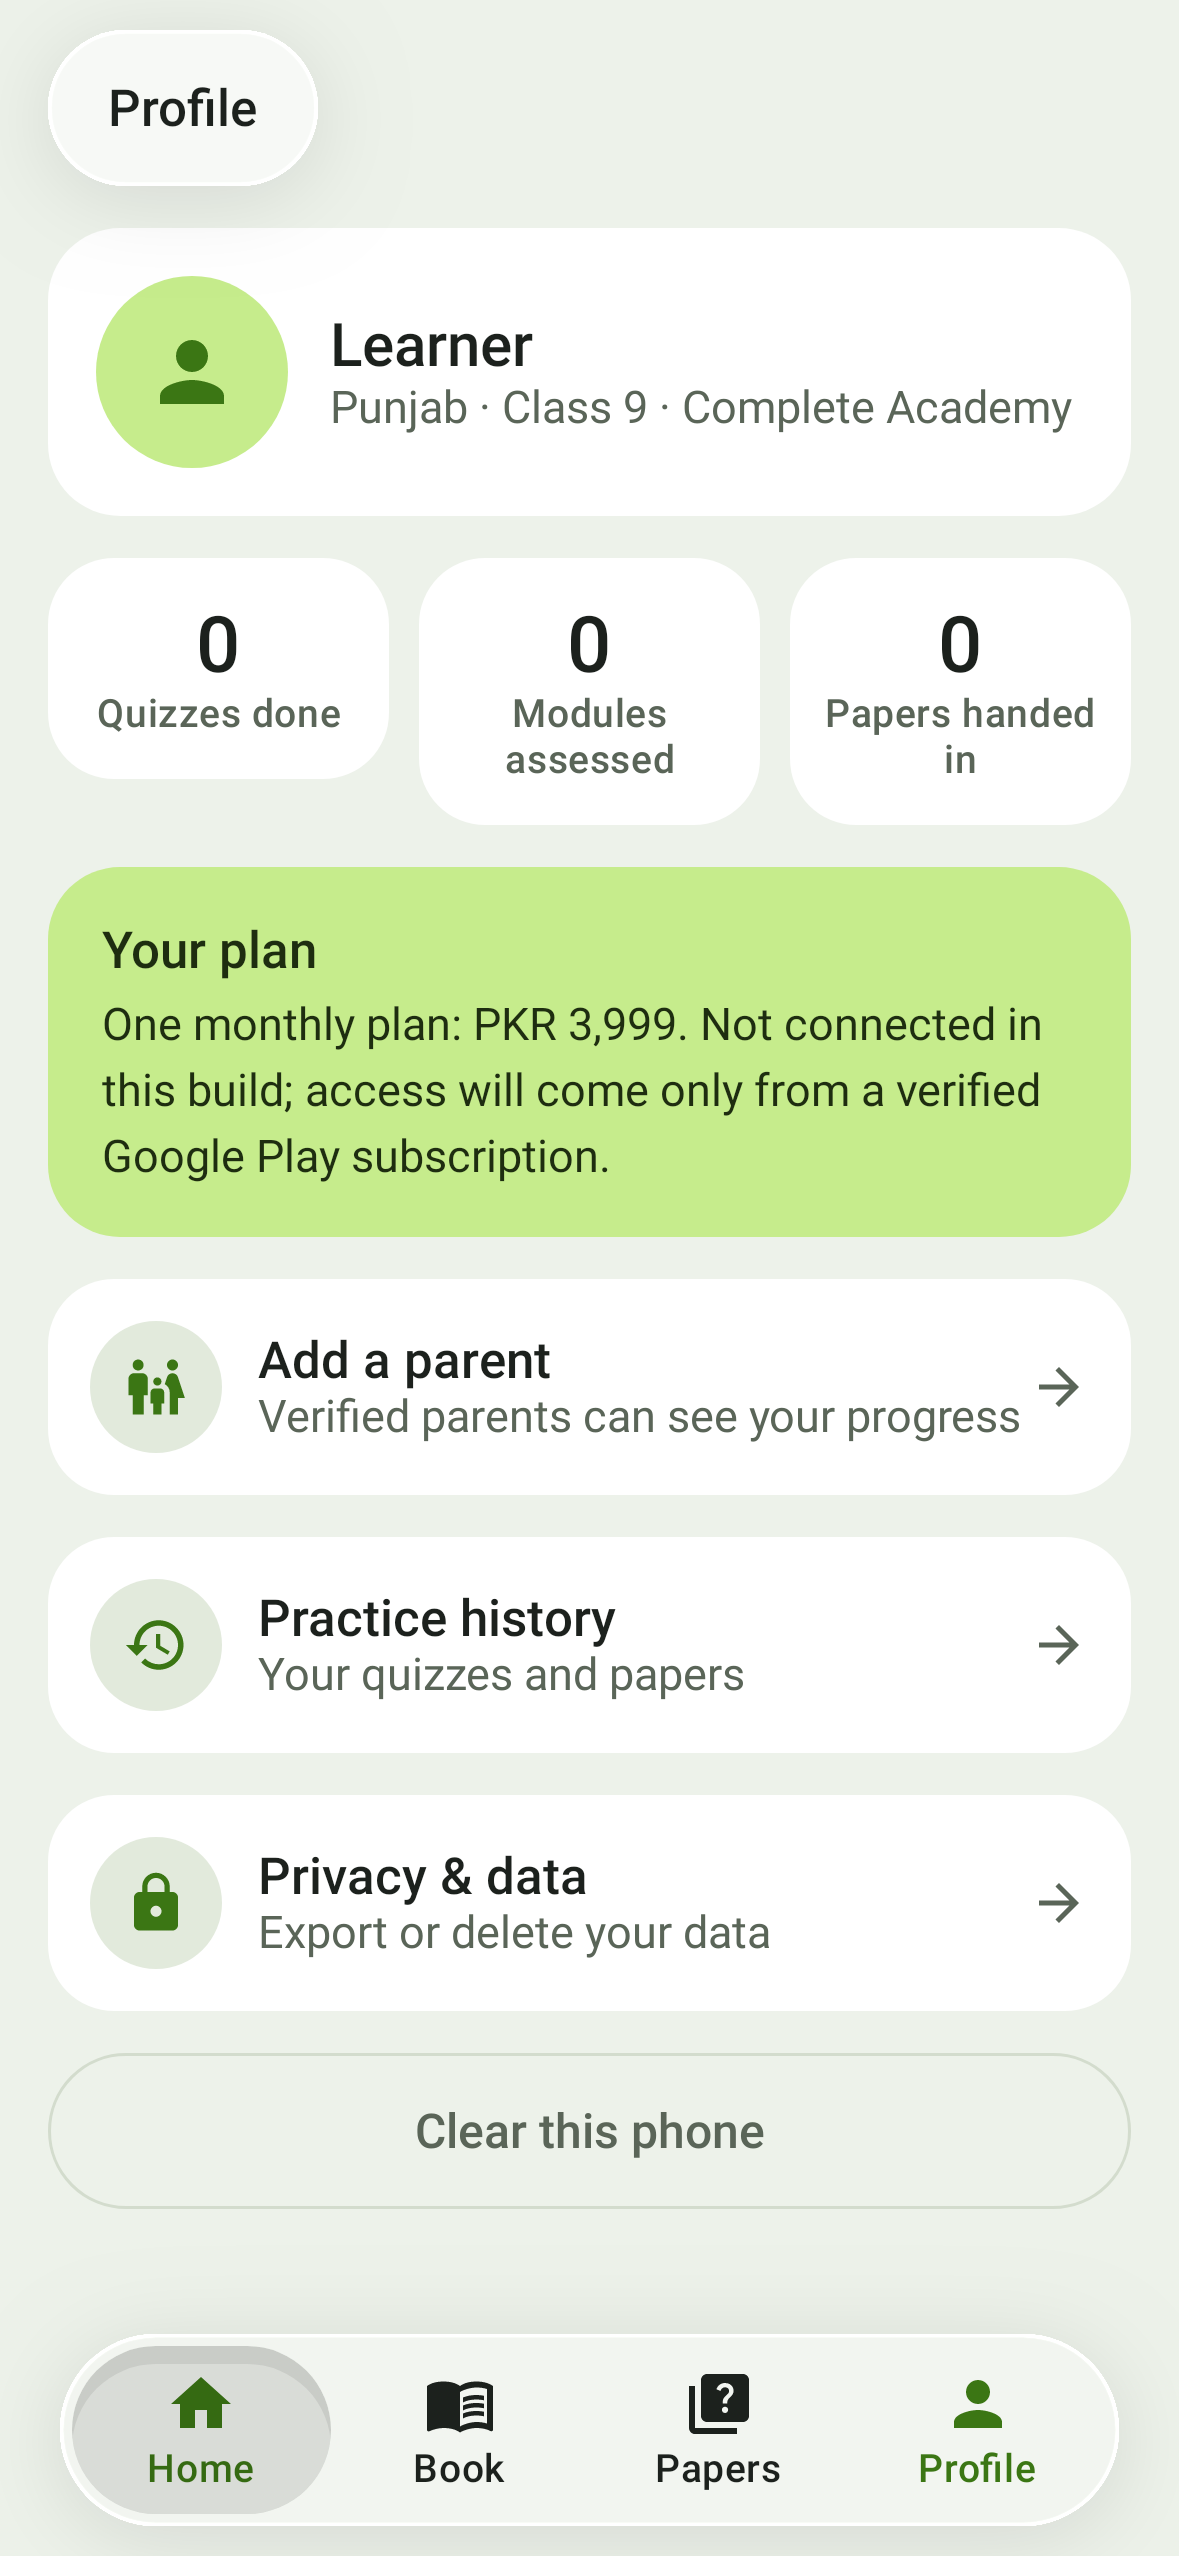 Profile
Learner
Punjab · Class 9 · Complete Academy
0
Quizzes done
0
Modules
assessed
0
Papers handed
in
Your plan
One monthly plan: PKR 3,999. Not connected in
this build; access will come only from a verified
Google Play subscription.
Add a parent
Verified parents can see your progress
Practice history
Your quizzes and papers
Privacy & data
Export or delete your data
Clear this phone
Home
Book
?
Papers
Profile